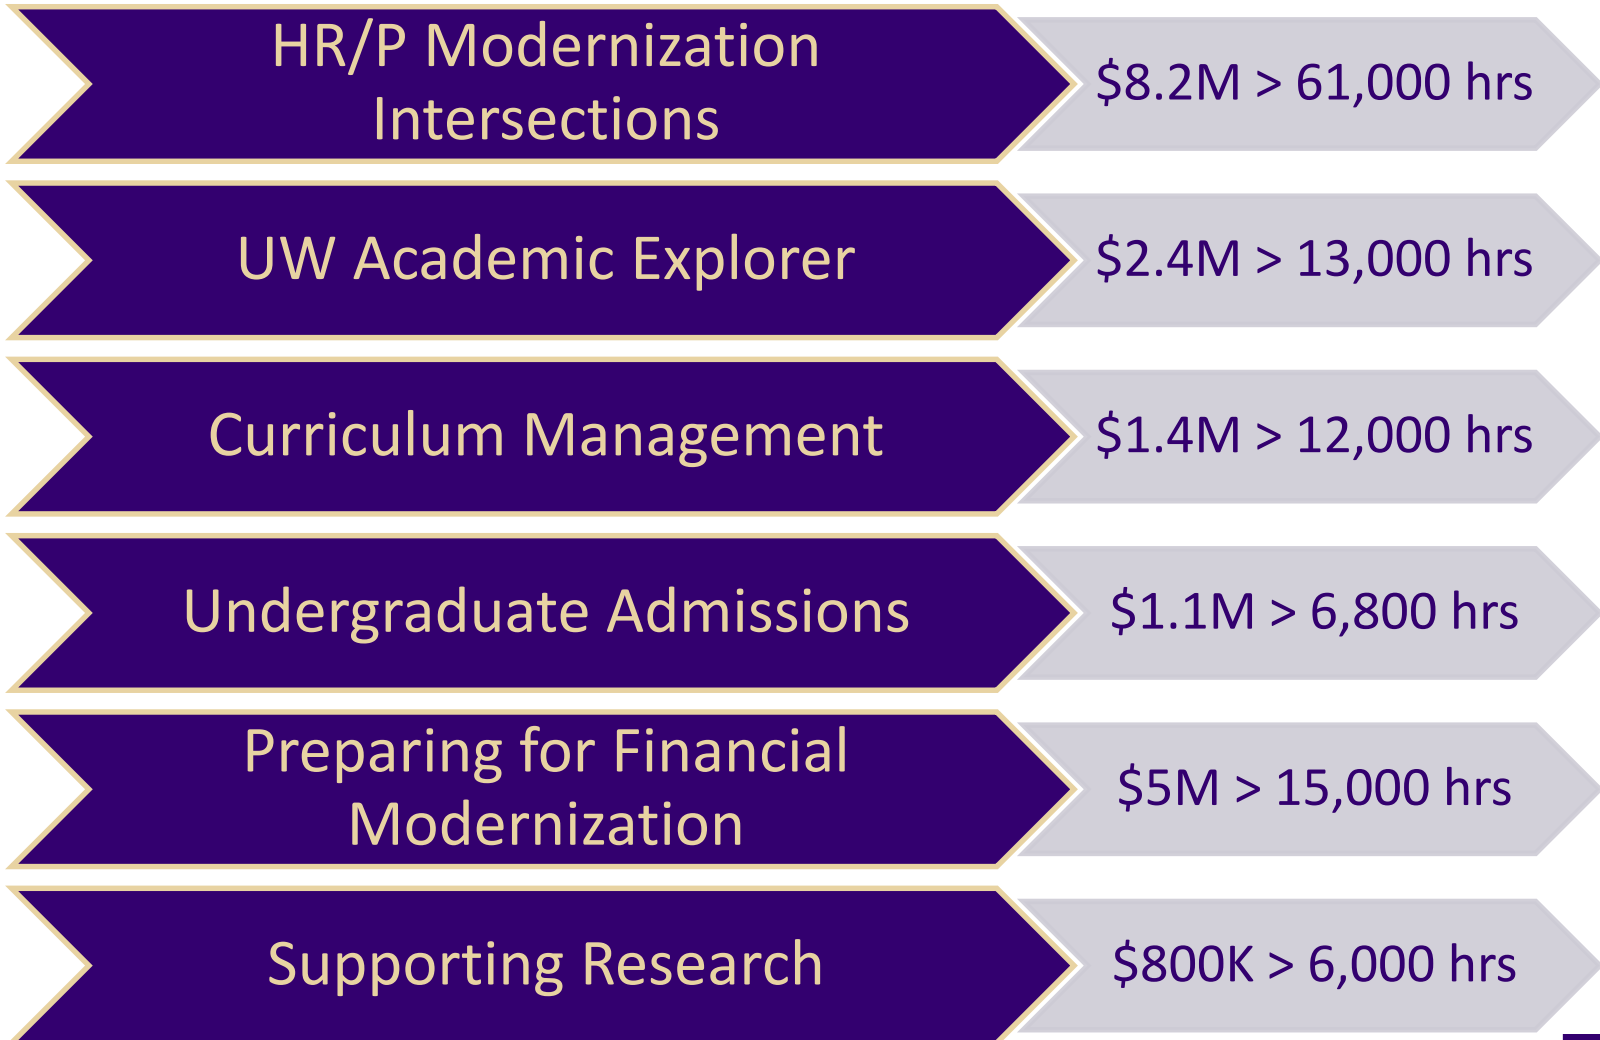 HR/P Modernization
Intersections
$8.2M > 61,000 hrs
UW Academic Explorer
$2.4M > 13,000 hrs
Curriculum Management
$1.4M > 12,000 hrs
Undergraduate Admissions
$1.1M > 6,800 hrs
Preparing for Financial
Modernization
$5M > 15,000 hrs
Supporting Research
$800K > 6,000 hrs